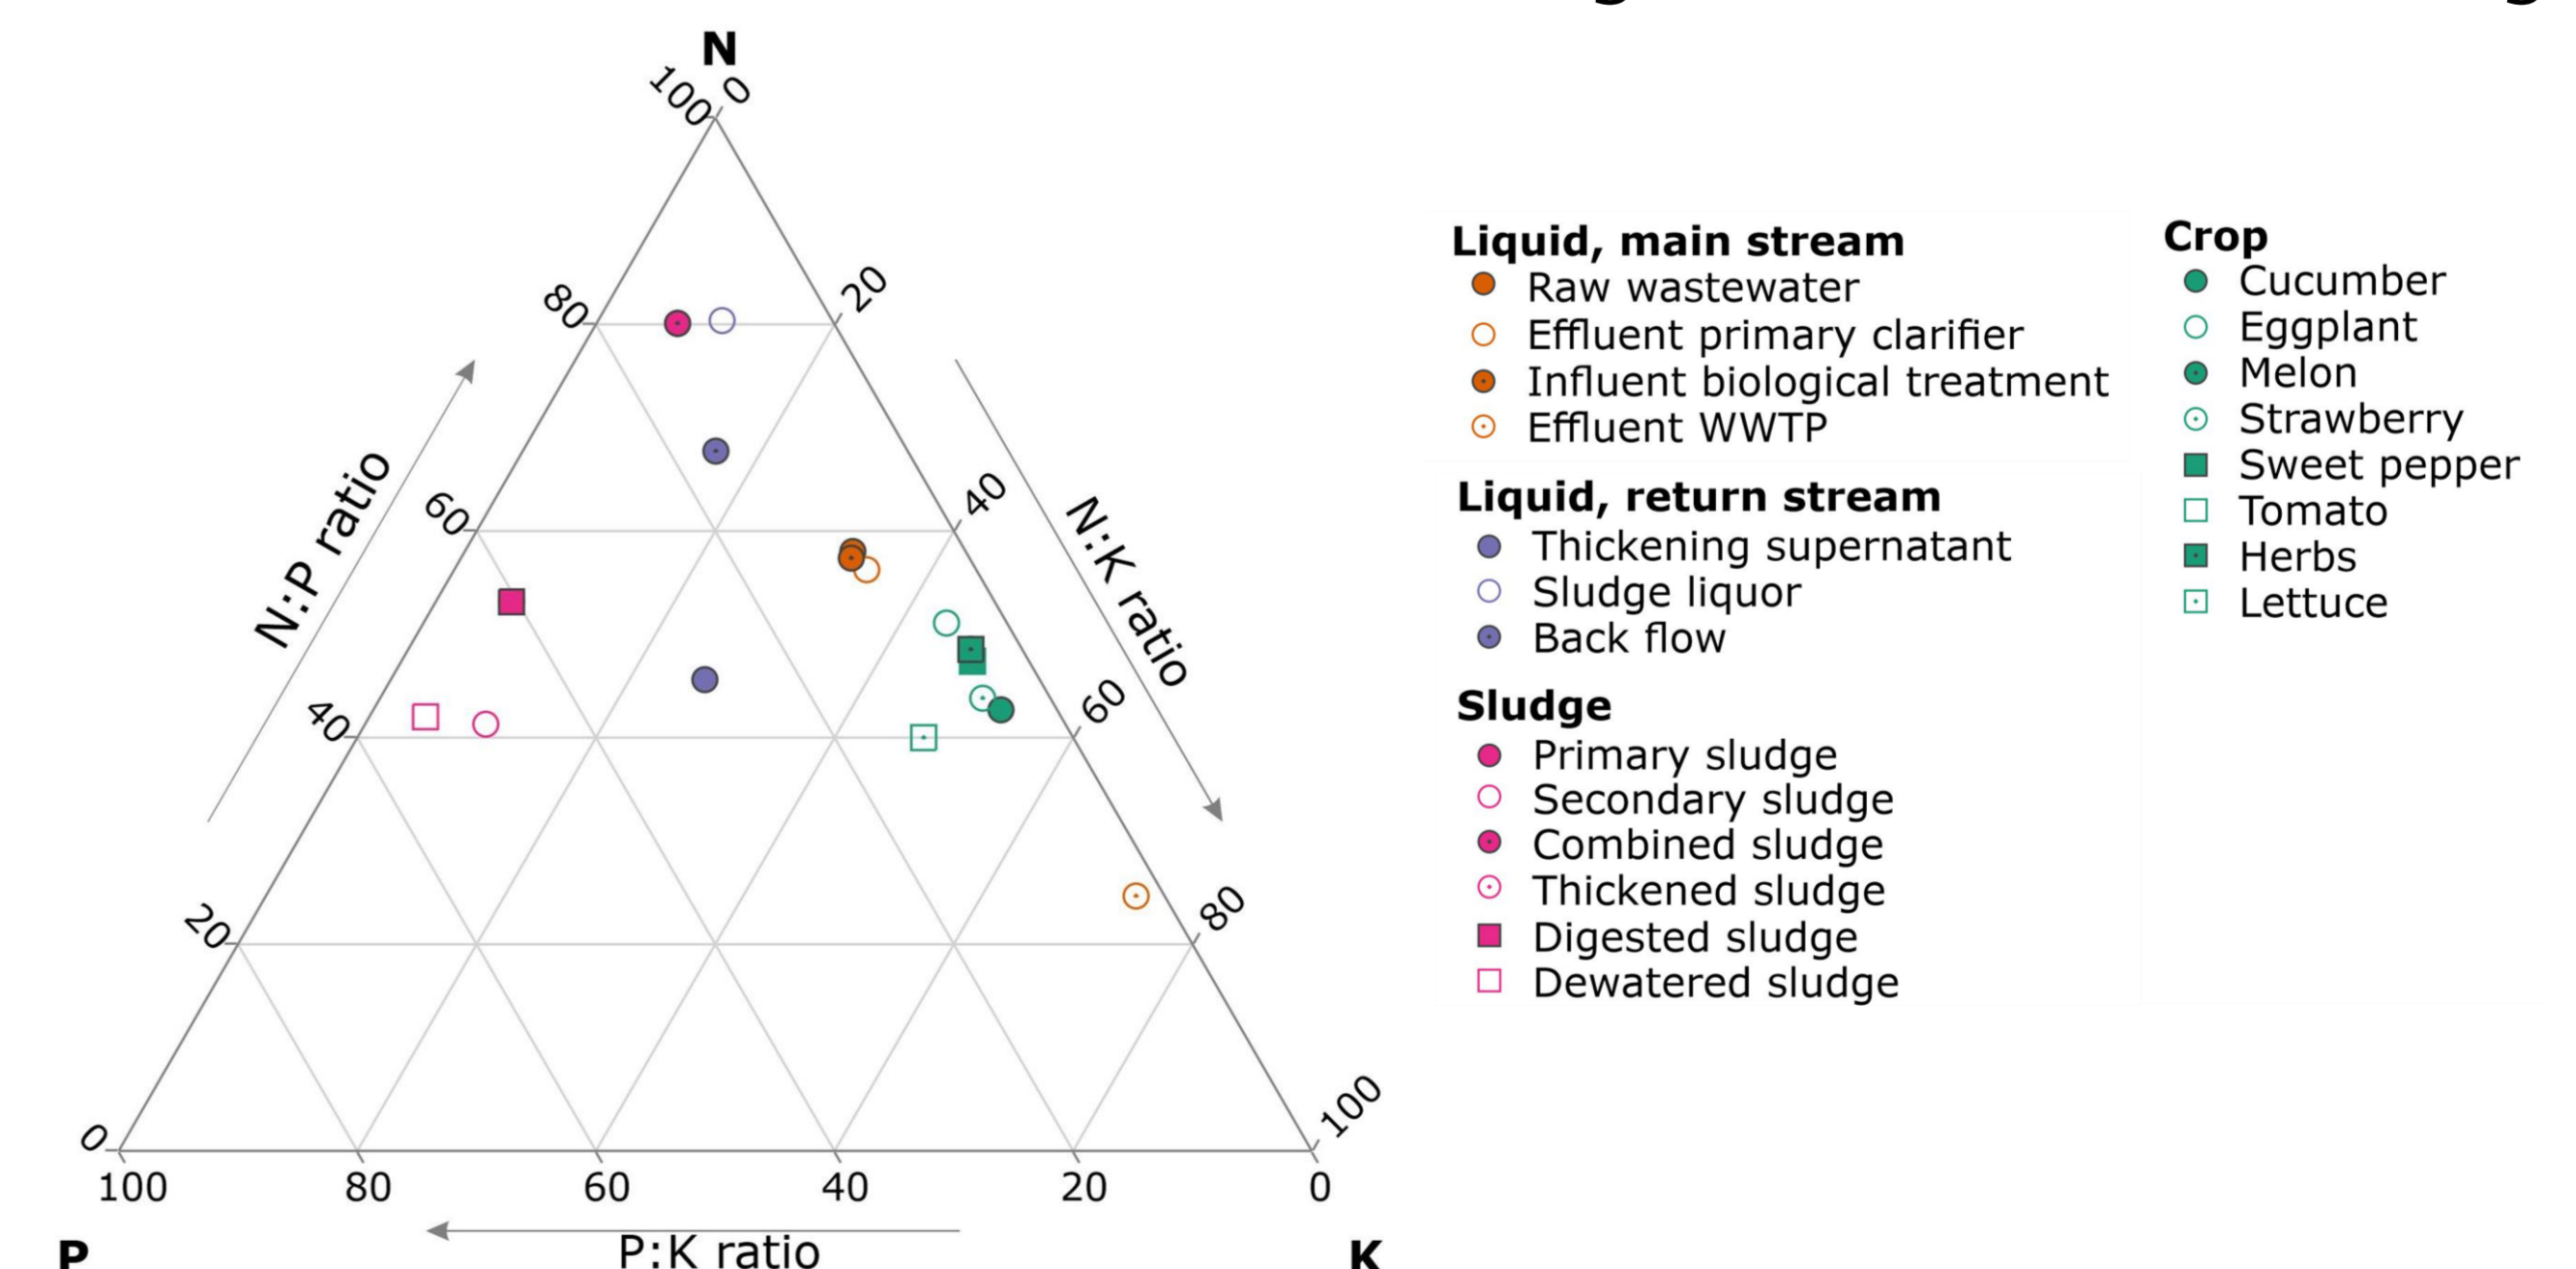 N
100 0
80 20
60 40
40 60
20 80
0 100
100 80 60 40 20 0
P K
N:P ratio
N:K ratio
P:K ratio
Liquid, main stream
Raw wastewater
Effluent primary clarifier
Influent biological treatment
Effluent WWTP
Liquid, return stream
Thickening supernatant
Sludge liquor
Back flow
Sludge
Primary sludge
Secondary sludge
Combined sludge
Thickened sludge
Digested sludge
Dewatered sludge
Crop
Cucumber
Eggplant
Melon
Strawberry
Sweet pepper
Tomato
Herbs
Lettuce